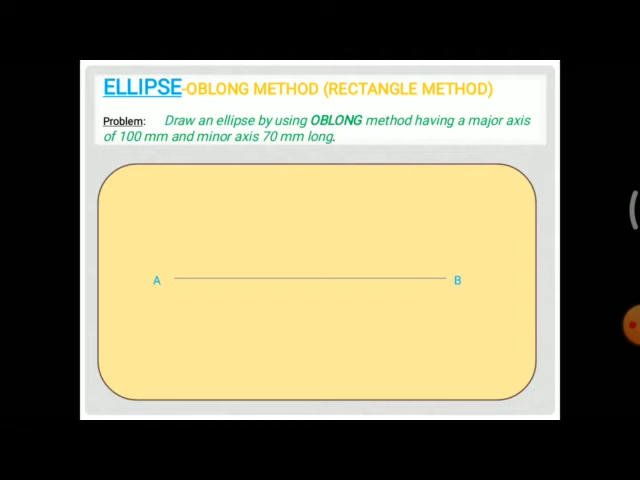 ELLIPSE-OBLONG METHOD (RECTANGLE METHOD)
Problem: Draw an ellipse by using OBLONG method having a major axis
of 100 mm and minor axis 70 mm long.
A B